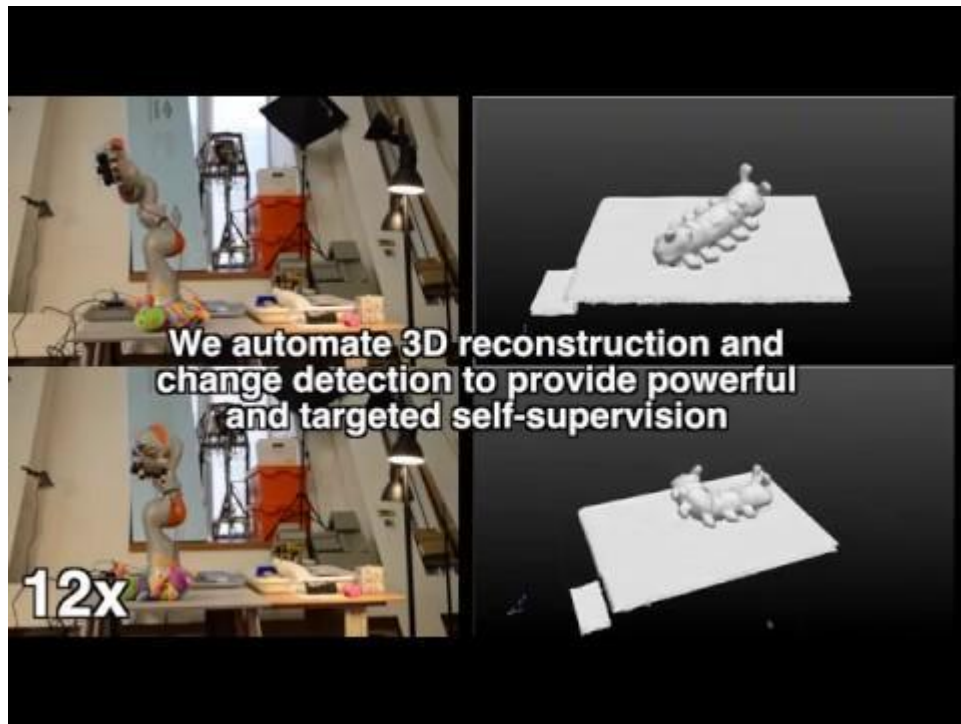 We automate 3D reconstruction and
change detection to provide powerful
and targeted self-supervision
12x